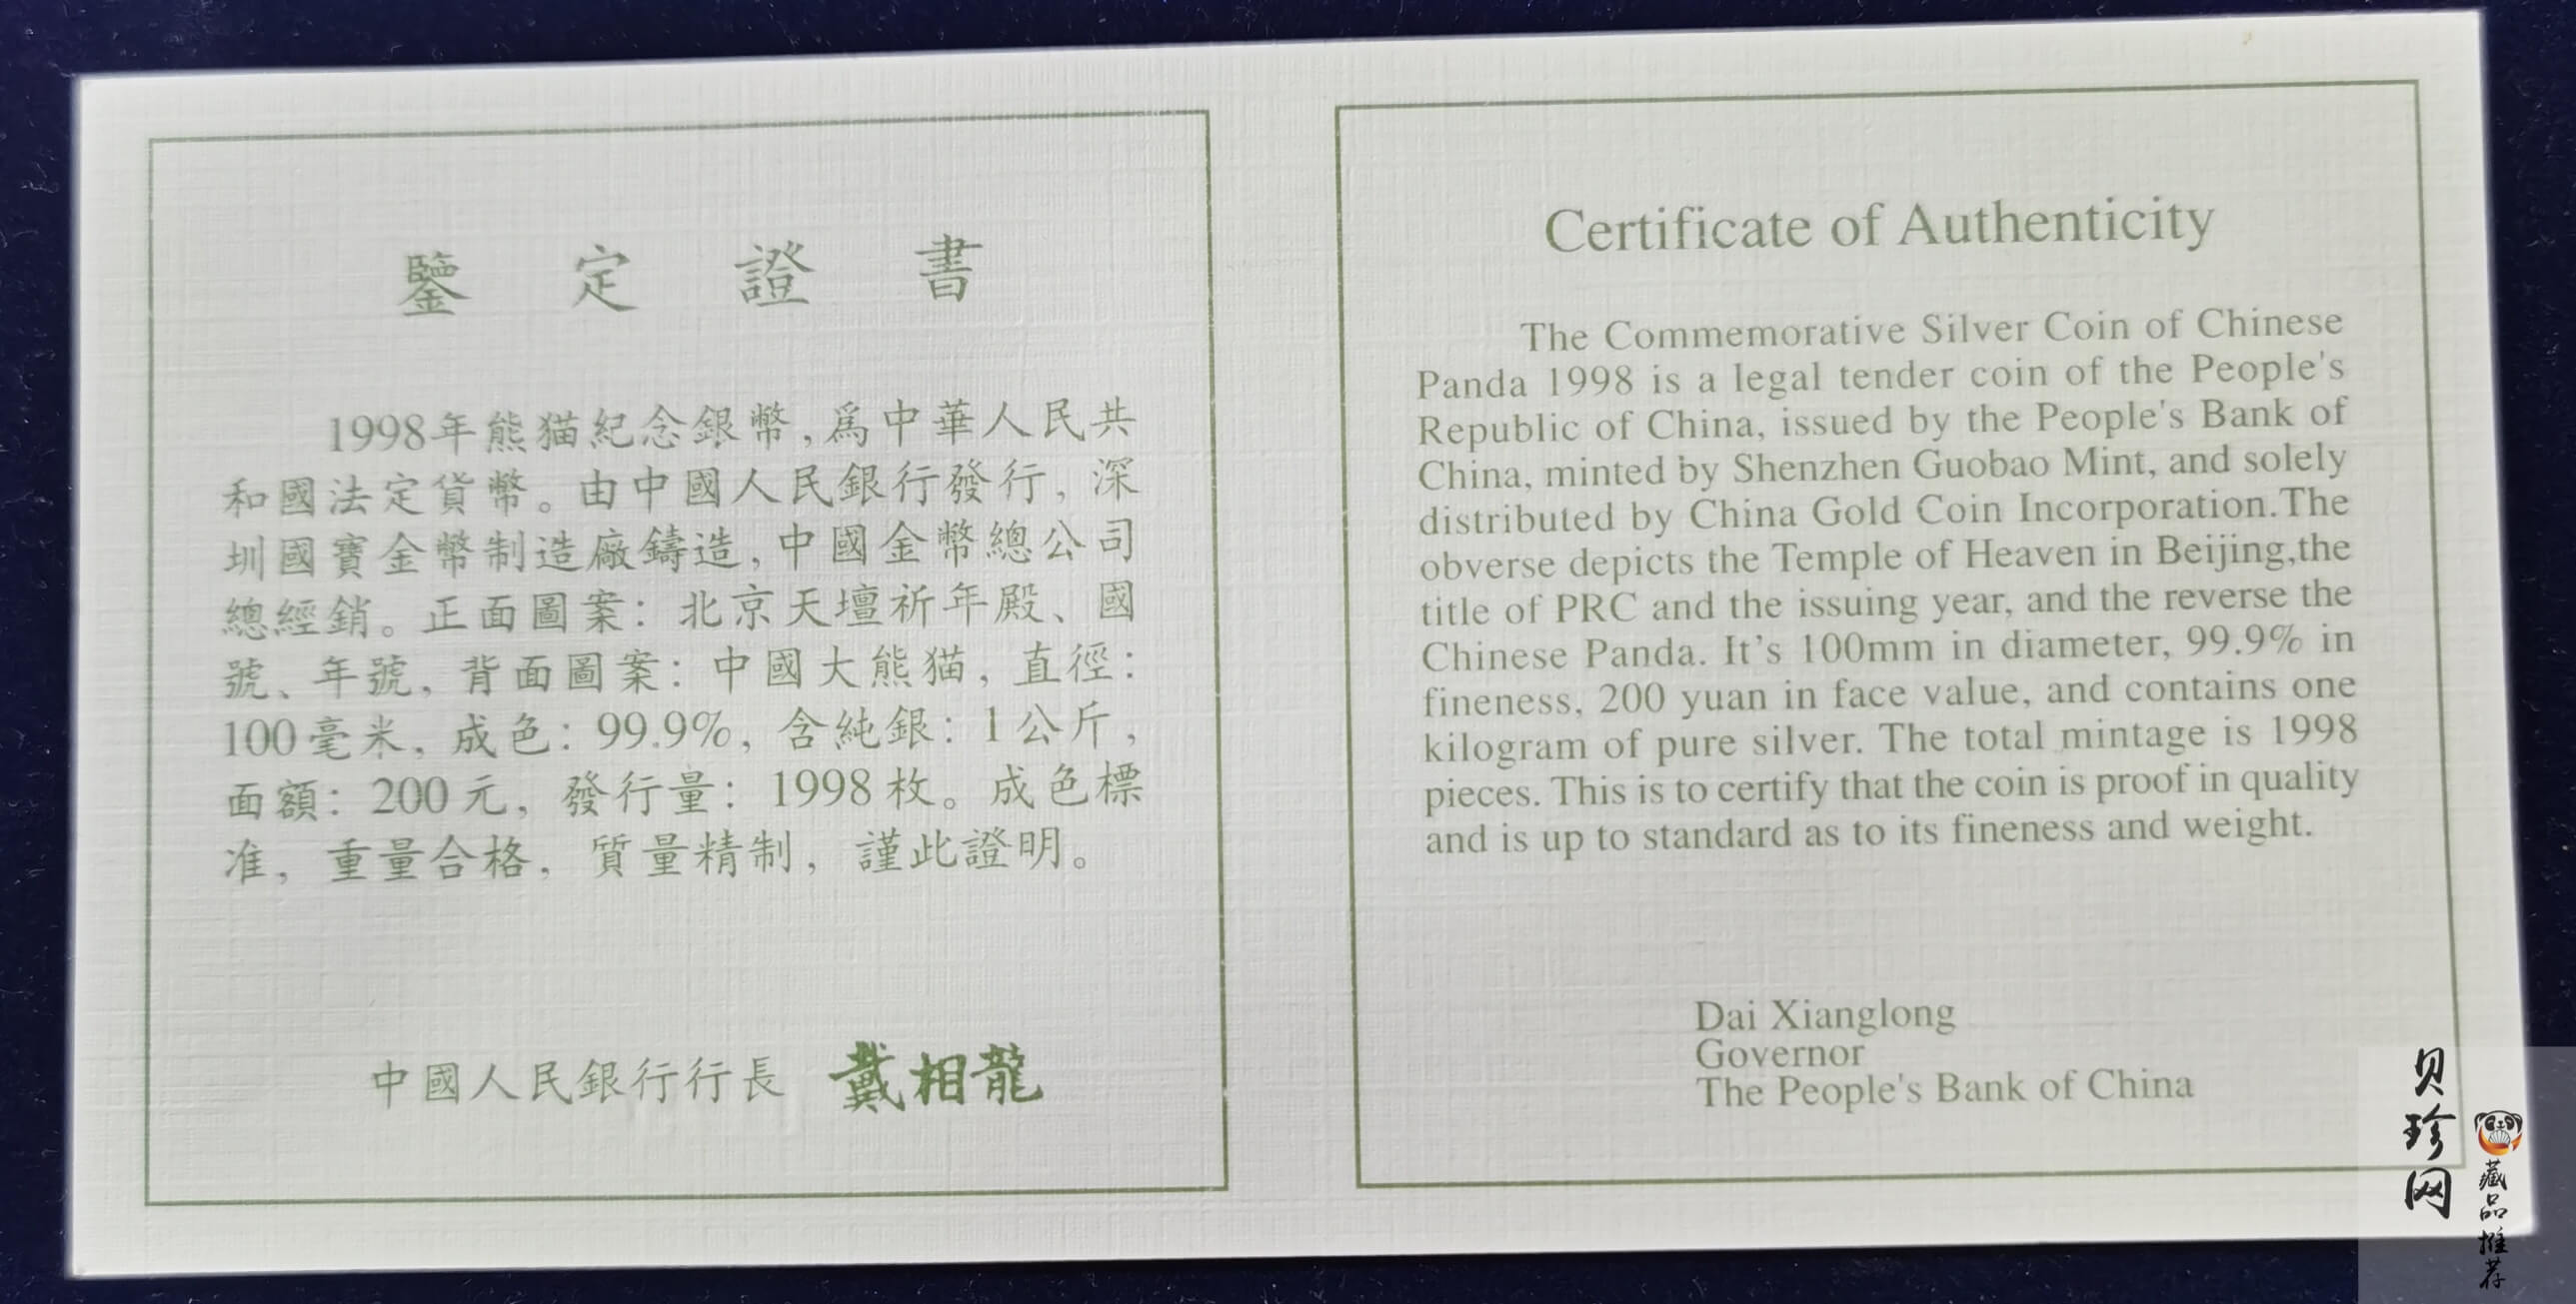 鑒定證書
1998年熊猫紀念銀幣,爲中華人民共
和國法定貨幣。由中國人民銀行發行,深
圳國寶金幣制造廠鑄造,中國金幣總公司
總經銷。正面圖案:北京天壇祈年殿、國
號、年號,背面圖案:中國大熊猫,直徑:
100毫米,成色:99.9%,含純銀:1公斤,
面額:200元,發行量:1998枚。成色標
准,重量合格,質量精制,謹此證明。
中國人民銀行行長 戴相龍
Certificate of Authenticity
The Commemorative Silver Coin of Chinese
Panda 1998 is a legal tender coin of the People's
Republic of China, issued by the People's Bank of
China, minted by Shenzhen Guobao Mint, and solely
distributed by China Gold Coin Incorporation.The
obverse depicts the Temple of Heaven in Beijing,the
title of PRC and the issuing year, and the reverse the
Chinese Panda. It's 100mm in diameter, 99.9% in
fineness, 200 yuan in face value, and contains one
kilogram of pure silver. The total mintage is 1998
pieces. This is to certify that the coin is proof in quality
and is up to standard as to its fineness and weight.
Dai Xianglong
Governor
The People's Bank of China
贝珍网
藏品推荐